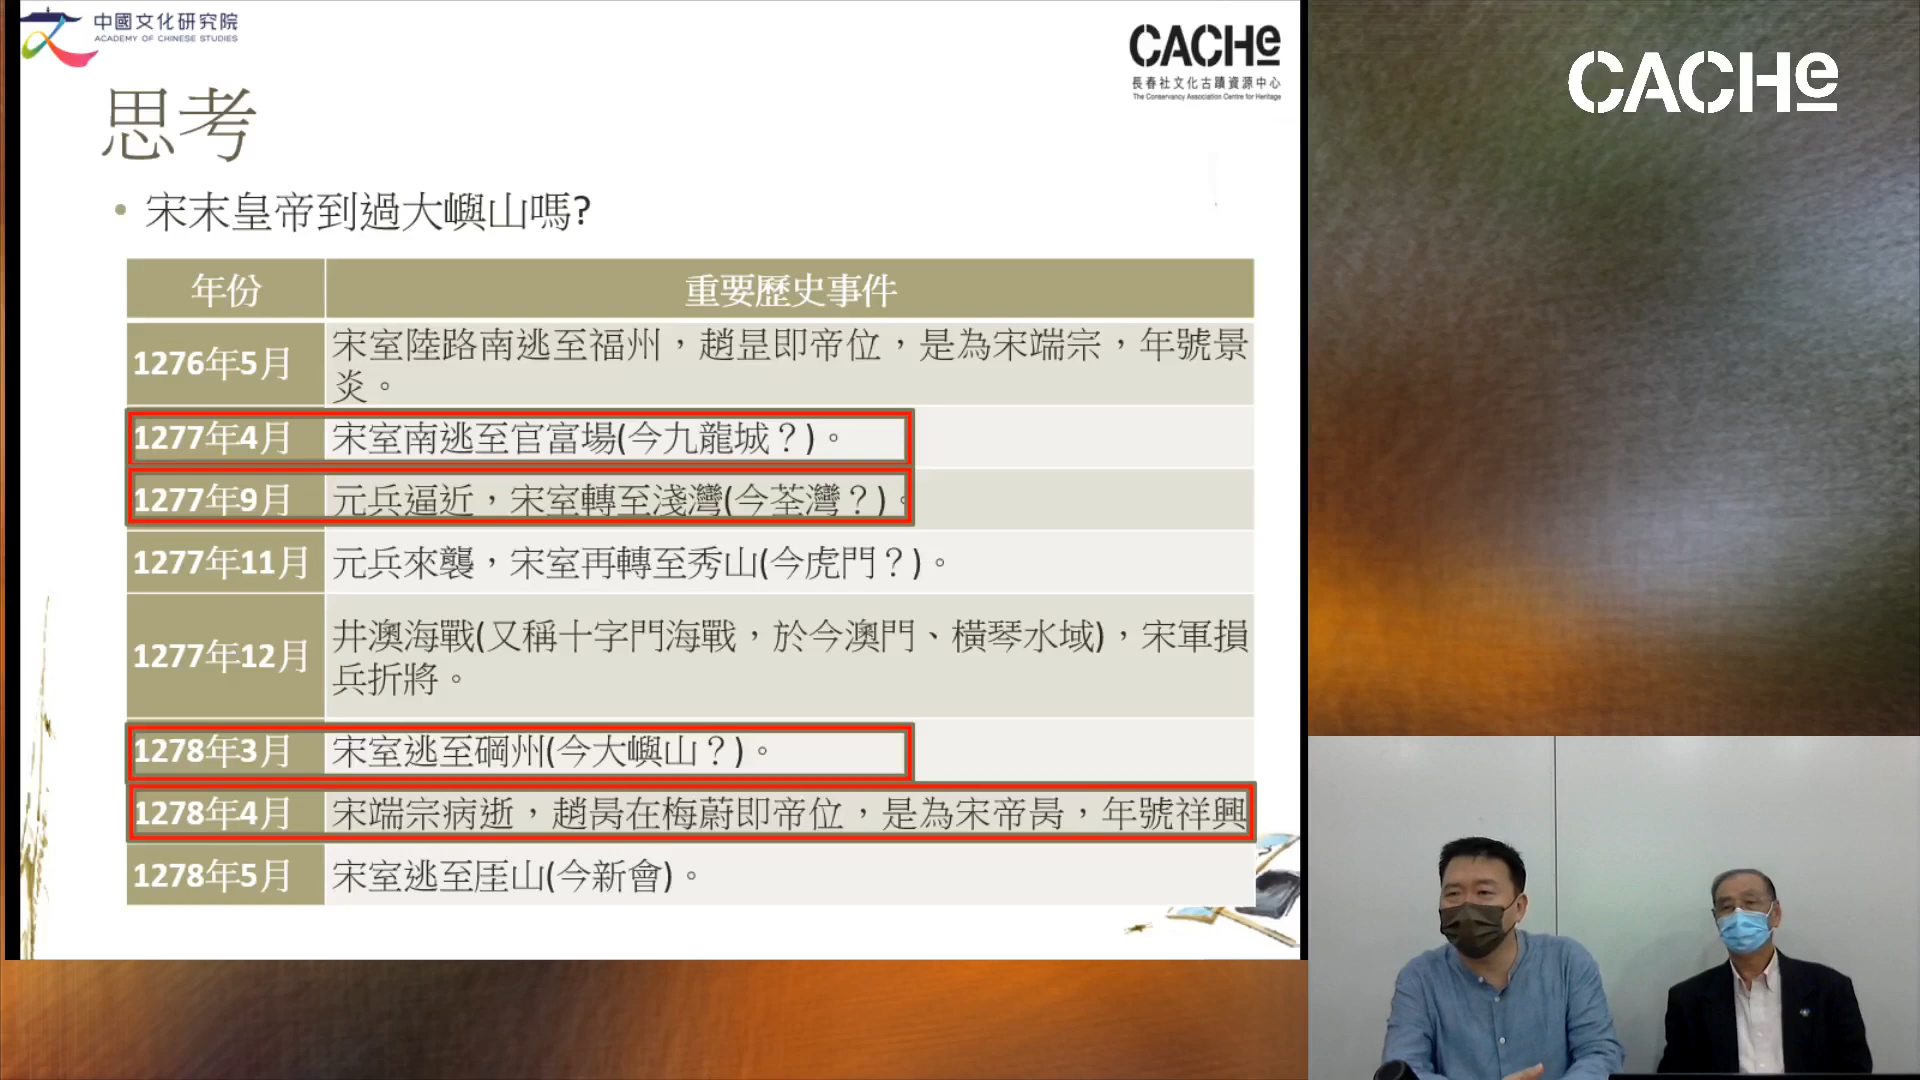 中國文化研究院
ACADEMY OF CHINESE STUDIES
CACHe
長春社文化古蹟資源中心
The Conservancy Association Centre for Heritage
CACHe
思考
• 宋末皇帝到過大嶼山嗎?
年份 重要歷史事件
1276年5月 宋室陸路南逃至福州，趙昰即帝位，是為宋端宗，年號景
炎。
1277年4月 宋室南逃至官富場(今九龍城？)。
1277年9月 元兵逼近，宋室轉至淺灣(今荃灣？)。
1277年11月 元兵來襲，宋室再轉至秀山(今虎門？)。
1277年12月 井澳海戰(又稱十字門海戰，於今澳門、橫琴水域)，宋軍損
兵折將。
1278年3月 宋室逃至碙州(今大嶼山？)。
1278年4月 宋端宗病逝，趙昺在梅蔚即帝位，是為宋帝昺，年號祥興
1278年5月 宋室逃至厓山(今新會)。